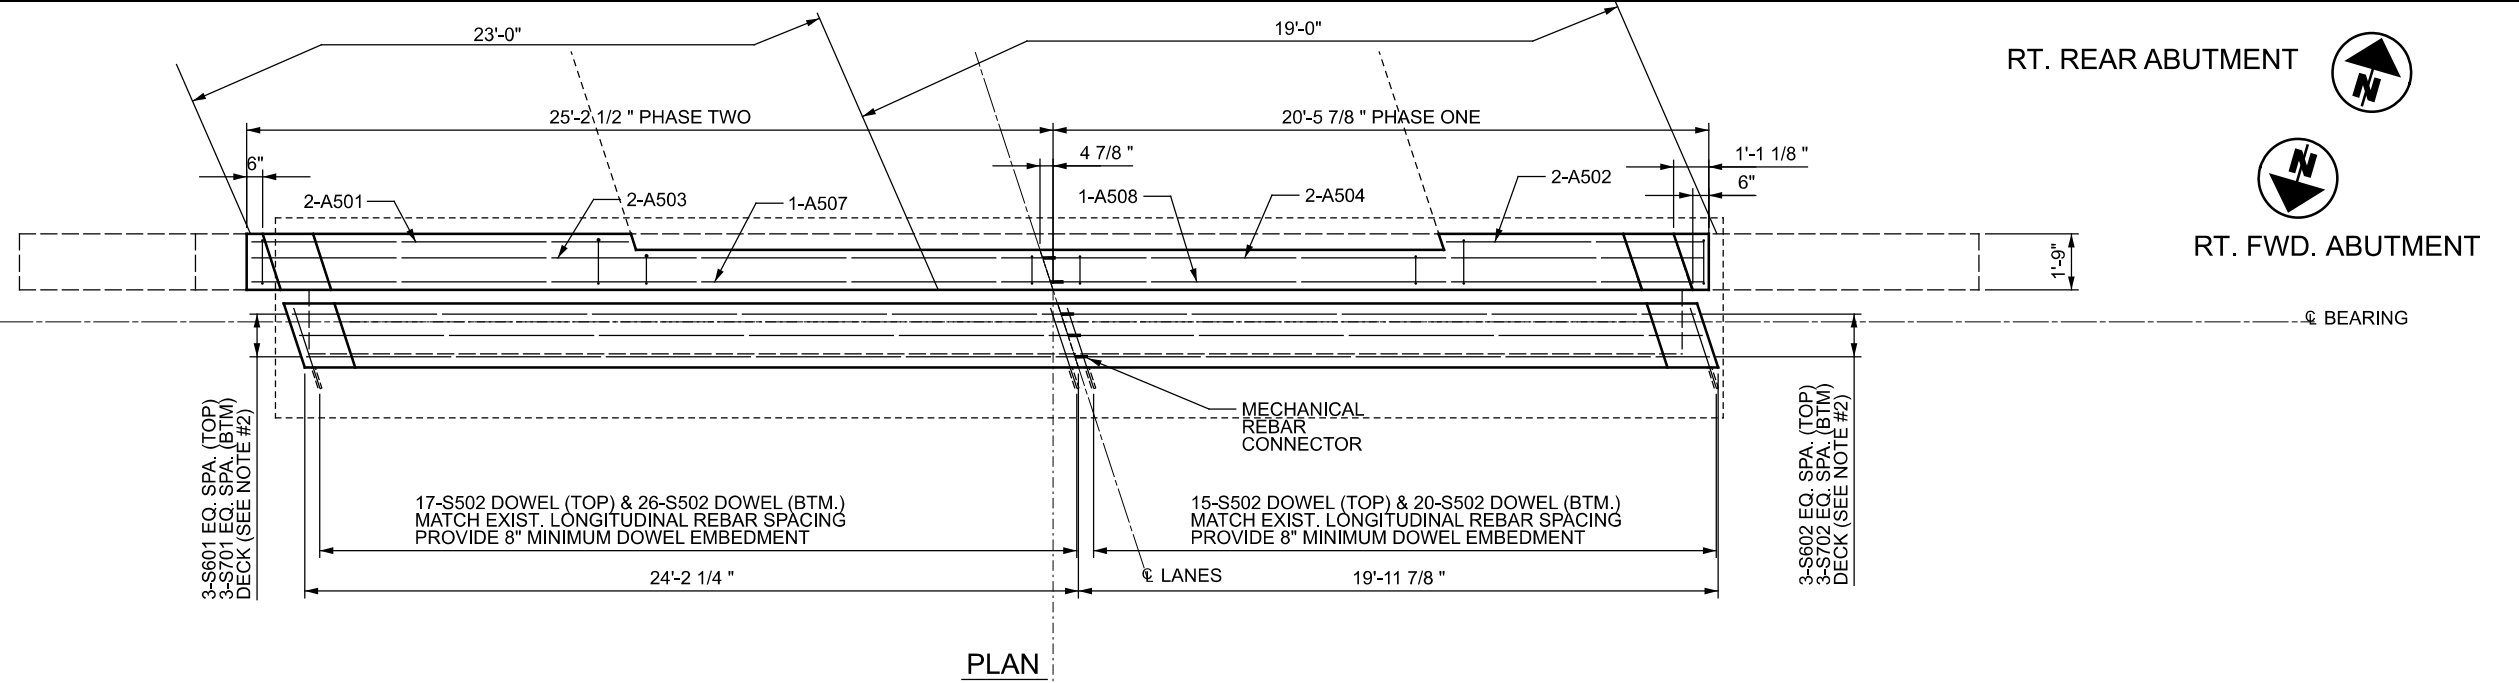 23'-0"
19'-0"
RT. REAR ABUTMENT
N
25'-2 1/2 " PHASE TWO
20'-5 7/8 " PHASE ONE
6"
4 7/8 "
1'-1 1/8 "
6"
N
2-A501
2-A503
1-A507
1-A508
2-A504
2-A502
RT. FWD. ABUTMENT
1'-9"
℄ BEARING
3-S601 EQ. SPA. (TOP)
3-S701 EQ. SPA. (BTM)
DECK (SEE NOTE #2)
MECHANICAL
REBAR
CONNECTOR
3-S602 EQ. SPA. (TOP)
3-S702 EQ. SPA. (BTM)
DECK (SEE NOTE #2)
17-S502 DOWEL (TOP) & 26-S502 DOWEL (BTM.)
MATCH EXIST. LONGITUDINAL REBAR SPACING
PROVIDE 8" MINIMUM DOWEL EMBEDMENT
15-S502 DOWEL (TOP) & 20-S502 DOWEL (BTM.)
MATCH EXIST. LONGITUDINAL REBAR SPACING
PROVIDE 8" MINIMUM DOWEL EMBEDMENT
24'-2 1/4 "
℄ LANES
19'-11 7/8 "
PLAN